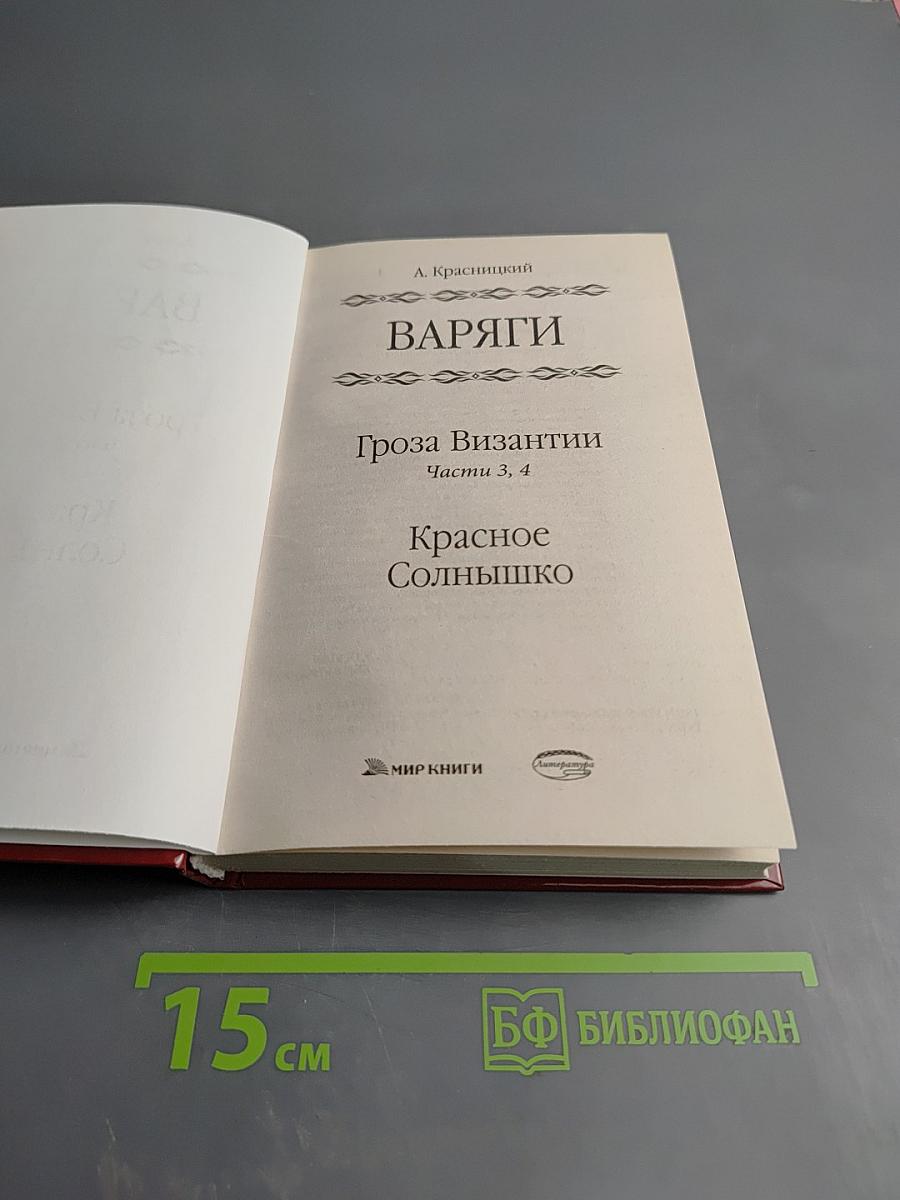 А. Красницкий
ВАРЯГИ
Гроза Византии
Части 3, 4
Красное
Солнышко
МИР КНИГИ
Литература
15 см
БФ БИБЛИОФАН